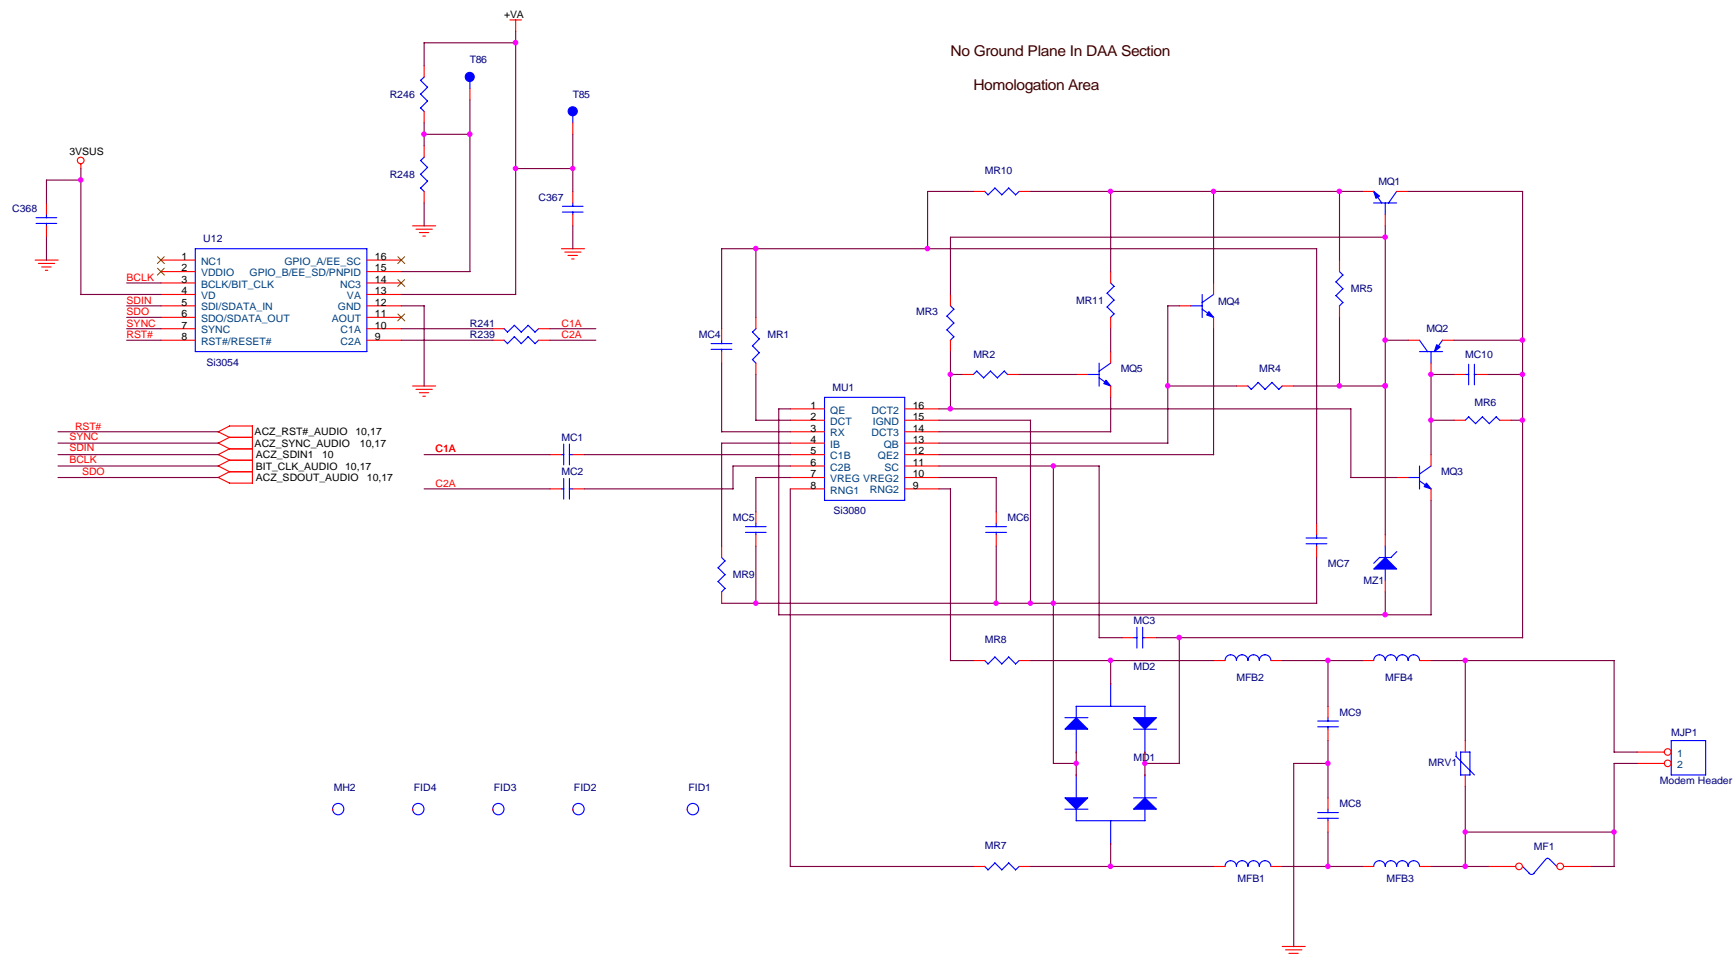 +VA
No Ground Plane In DAA Section
Homologation Area
T86
R246
T85
3VSUS
R248
C368
C367
U12
1 NC1 GPIO_A/EE_SC 16
2 VDDIO GPIO_B/EE_SD/PNPID 15
BCLK 3 BCLK/BIT_CLK NC3 14
4 VD VA 13
SDIN 5 SDI/SDATA_IN GND 12
SDO 6 SDO/SDATA_OUT AOUT 11
SYNC 7 SYNC C1A 10 R241 C1A
RST# 8 RST#/RESET# C2A 9 R239 C2A
Si3054
MR10
MQ1
MC4
MR1
MR3
MR11
MQ4
MR5
MQ2
MR2
MQ5
MR4
MC10
MR6
MQ3
MU1
1 QE DCT2 16
2 DCT IGND 15
3 RX DCT3 14
4 IB QB 13
5 C1B QE2 12
6 C2B SC 11
7 VREG VREG2 10
8 RNG1 RNG2 9
Si3080
RST# ACZ_RST#_AUDIO 10,17
SYNC ACZ_SYNC_AUDIO 10,17
SDIN ACZ_SDIN1 10
BCLK BIT_CLK_AUDIO 10,17
SDO ACZ_SDOUT_AUDIO 10,17
C1A MC1
C2A MC2
MC5
MC6
MR9
MC7
MZ1
MC3
MR8
MD2
MFB2
MFB4
MC9
MD1
MRV1
MJP1
1
2
Modem Header
MC8
MH2
FID4
FID3
FID2
FID1
MR7
MFB1
MFB3
MF1